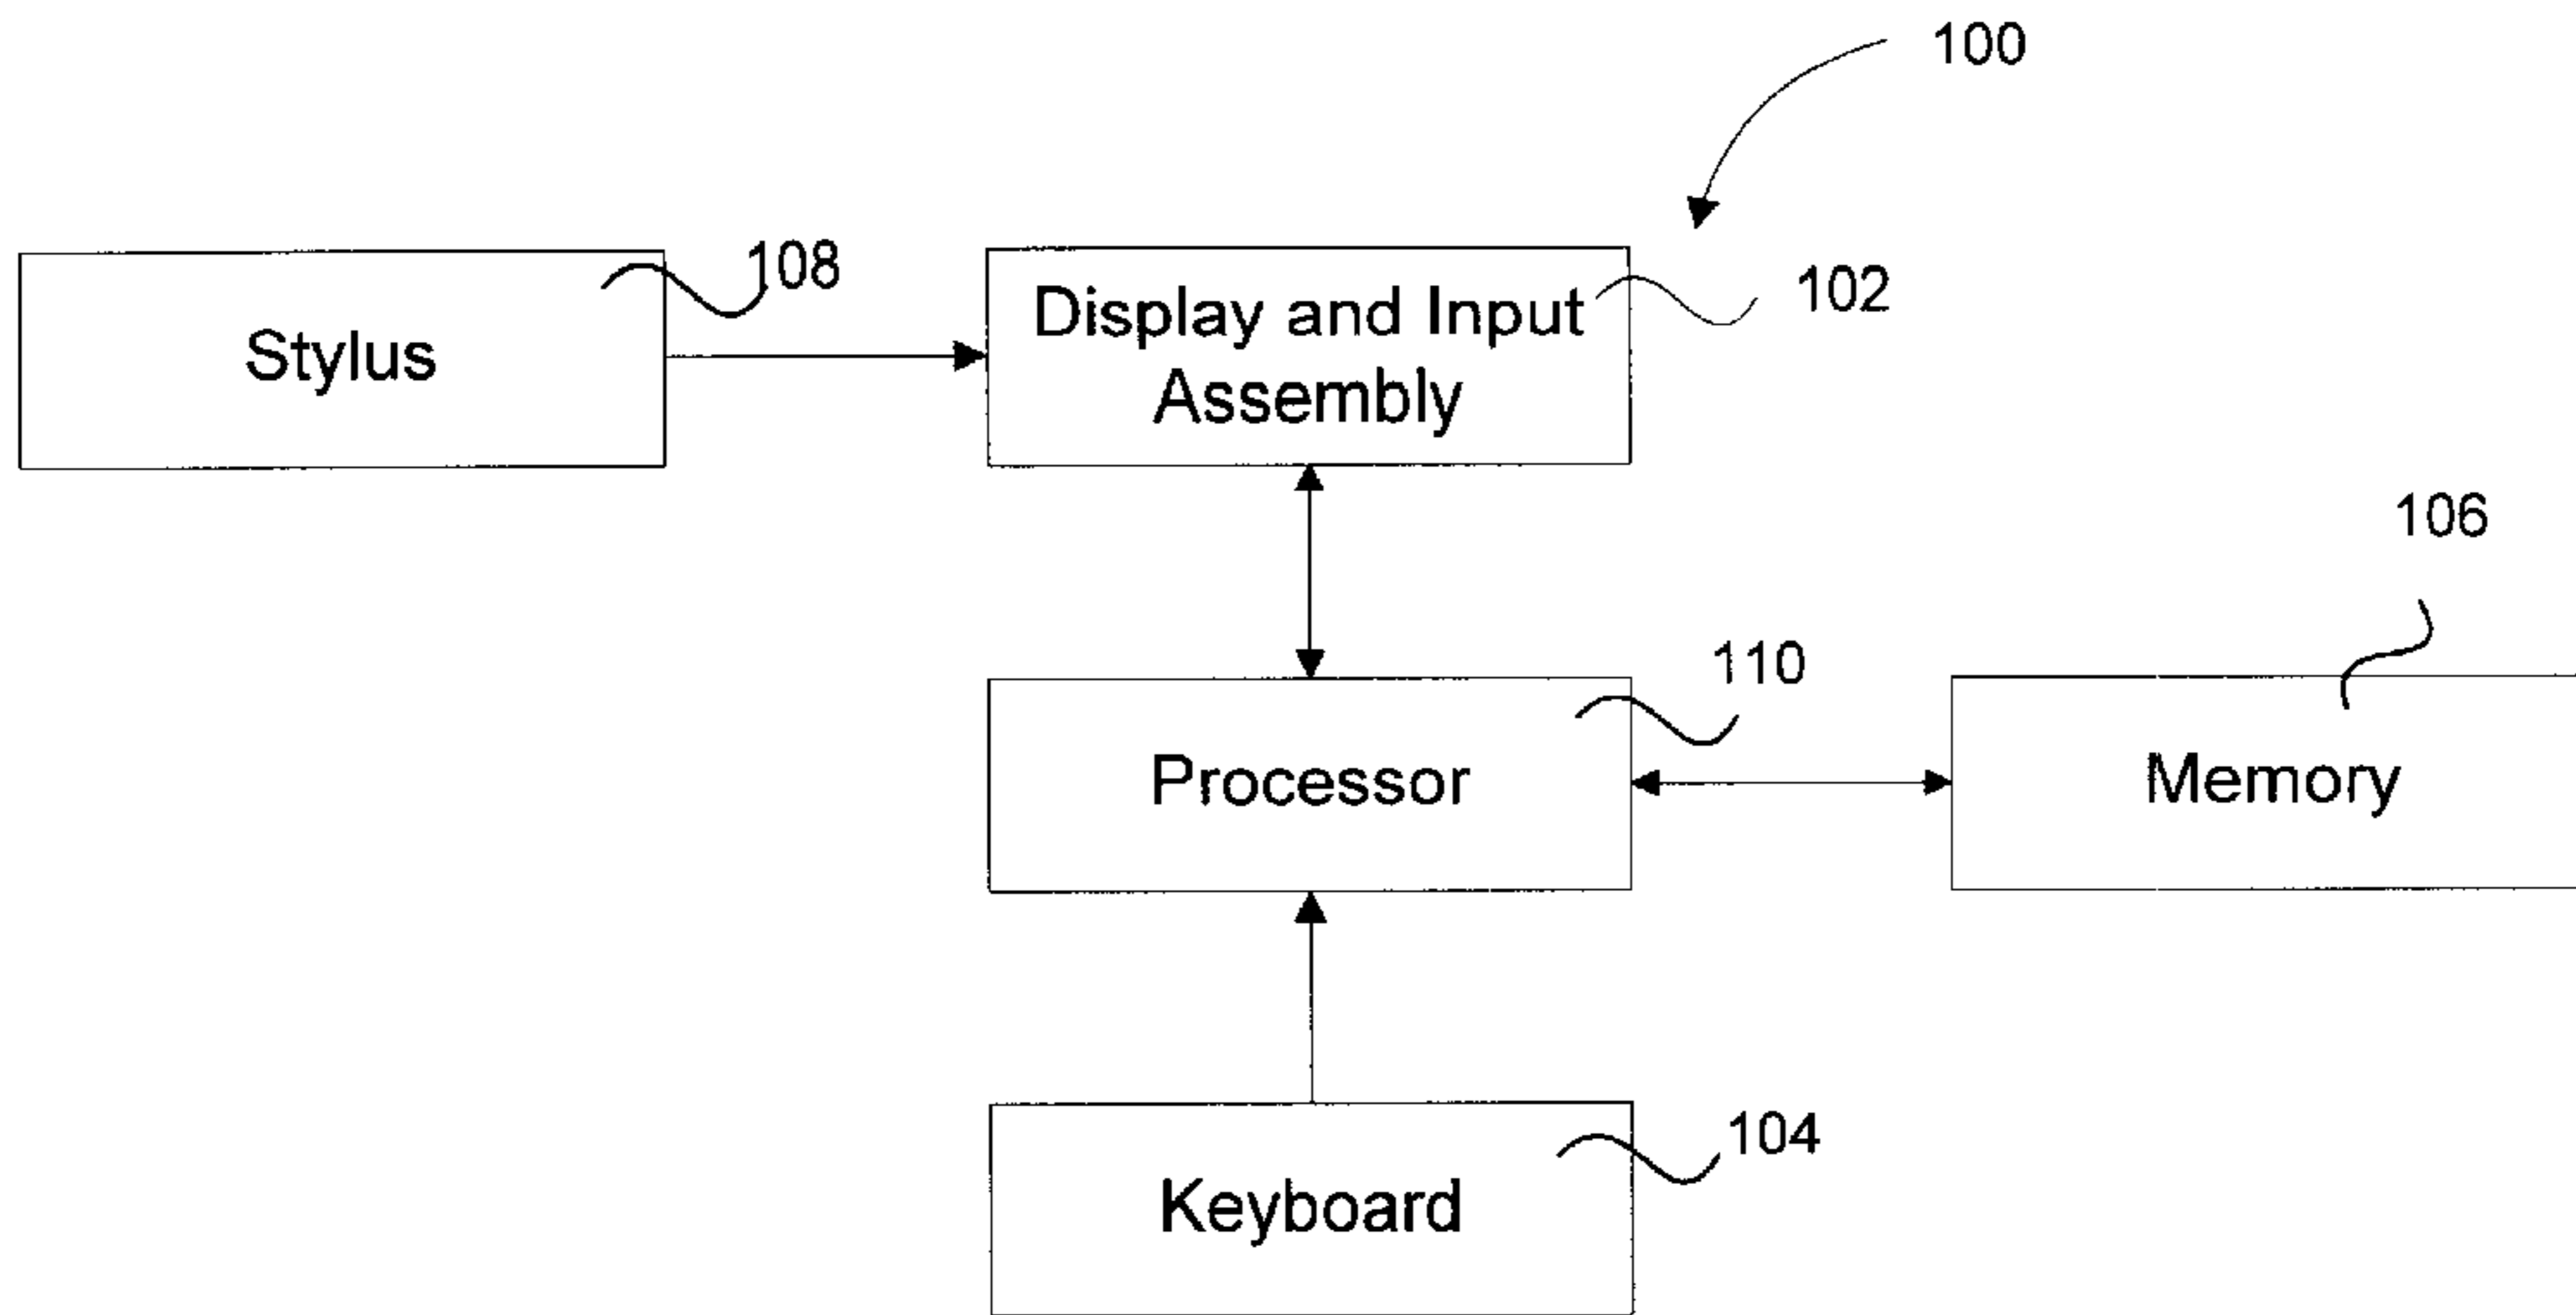 100
108
102
Display and Input
Assembly
Stylus
106
110
Processor
Memory
104
Keyboard